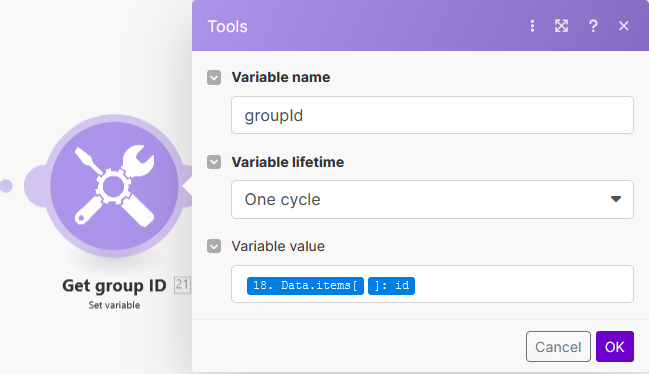 Tools
?
Variable name
groupId
Variable lifetime
One cycle
Variable value
18. Data.items[ ]: id
Get group ID 21
Set variable
Cancel OK